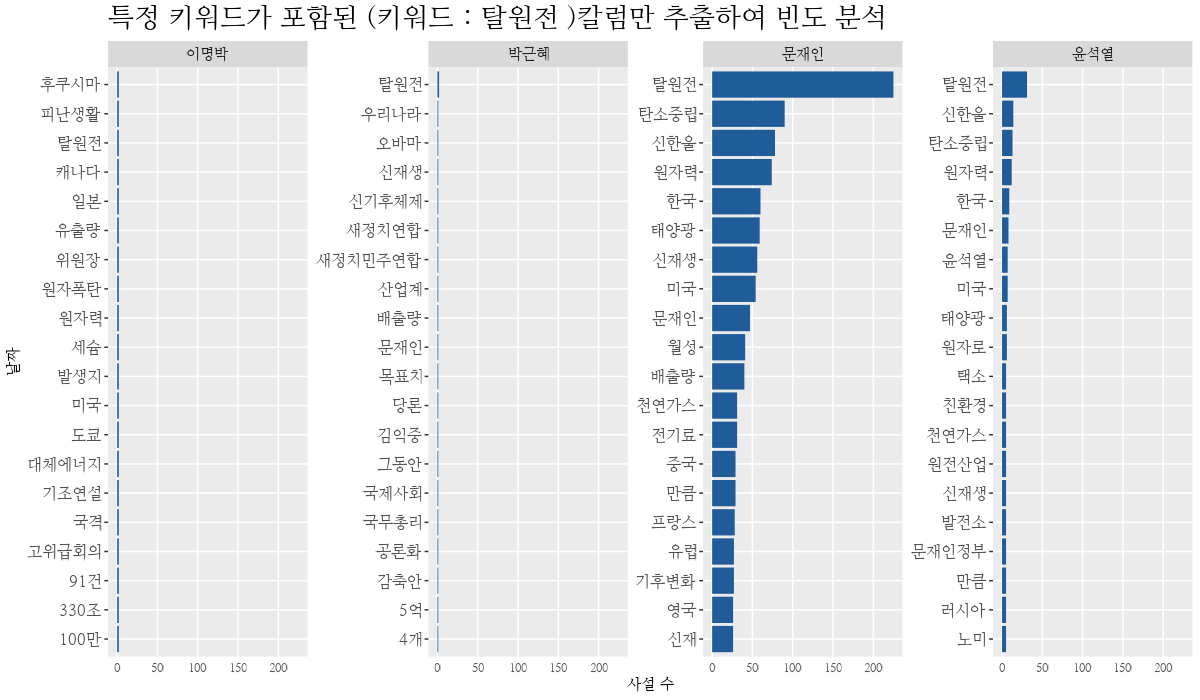 특정 키워드가 포함된 (키워드 : 탈원전 )칼럼만 추출하여 빈도 분석
이명박
박근혜
문재인
윤석열
날짜
후쿠시마
피난생활
탈원전
캐나다
일본
유출량
위원장
원자폭탄
원자력
세슘
발생지
미국
도쿄
대체에너지
기조연설
국격
고위급회의
91건
330조
100만
0 50 100 150 200
탈원전
우리나라
오바마
신재생
신기후체제
새정치연합
새정치민주연합
산업계
배출량
문재인
목표치
당론
김익중
그동안
국제사회
국무총리
공론화
감축안
5억
4개
0 50 100 150 200
탈원전
탄소중립
신한울
원자력
한국
태양광
신재생
미국
문재인
월성
배출량
천연가스
전기료
중국
만큼
프랑스
유럽
기후변화
영국
신재
0 50 100 150 200
탈원전
신한울
탄소중립
원자력
한국
문재인
윤석열
미국
태양광
원자로
택소
친환경
천연가스
원전산업
신재생
발전소
문재인정부
만큼
러시아
노미
0 50 100 150 200
사설 수